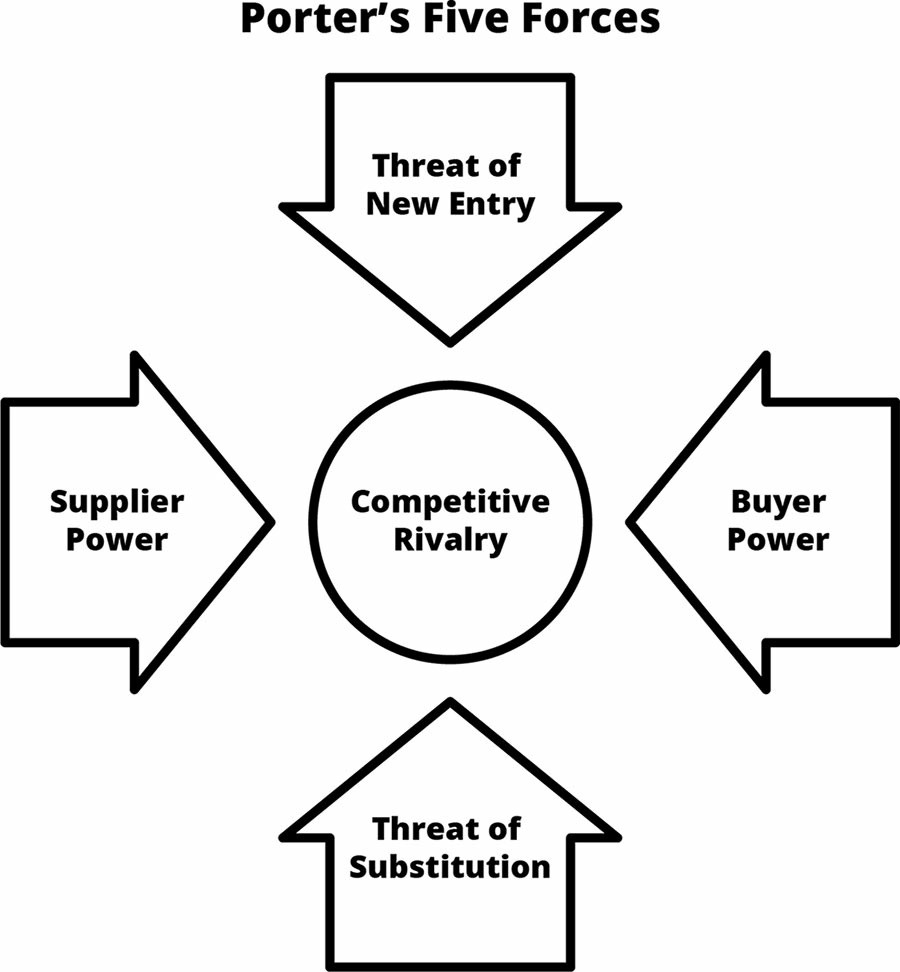 Porter’s Five Forces
Threat of
New Entry
Supplier
Power
Competitive
Rivalry
Buyer
Power
Threat of
Substitution